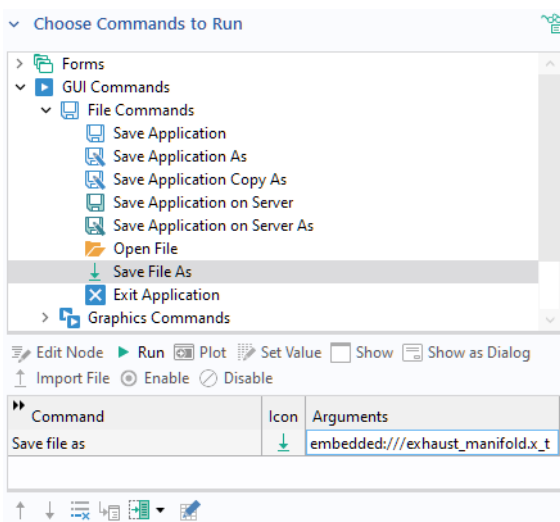 Choose Commands to Run
Forms
GUI Commands
File Commands
Save Application
Save Application As
Save Application Copy As
Save Application on Server
Save Application on Server As
Open File
Save File As
Exit Application
Graphics Commands
Edit Node Run Plot Set Value Show Show as Dialog
Import File Enable Disable
Command Icon Arguments
Save file as embedded:///exhaust_manifold.x_t